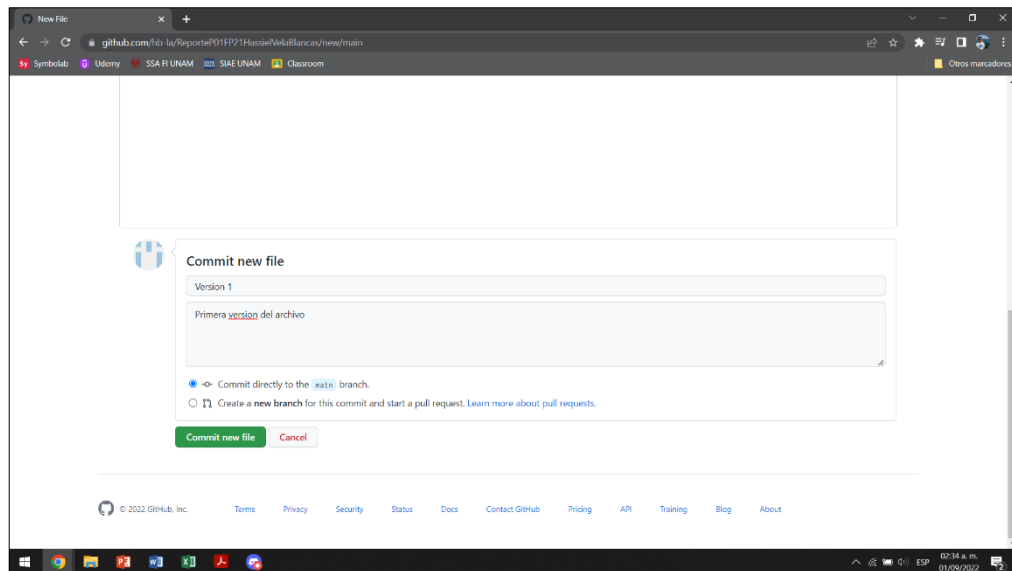 New File
github.com/hb-la/ReporteP01FP21HassielVelaBlancas/new/main
Sy Symbolab Udemy SSA FI UNAM SIAE UNAM Classroom Otros marcadores
Commit new file
Version 1
Primera version del archivo
Commit directly to the main branch.
Create a new branch for this commit and start a pull request. Learn more about pull requests.
Commit new file Cancel
© 2022 GitHub, Inc. Terms Privacy Security Status Docs Contact GitHub Pricing API Training Blog About
ESP 02:34 a. m.
01/09/2022